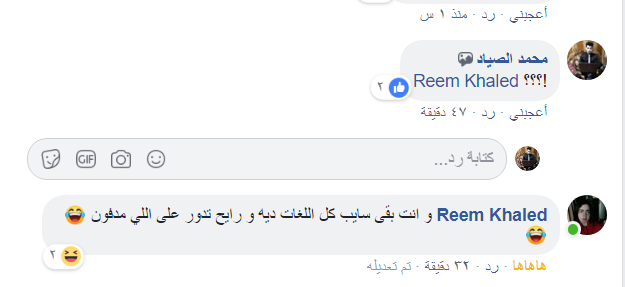 أعجبني · رد · منذ ١ س
محمد الصياد
Reem Khaled ؟؟؟!
٢
أعجبني · رد · ٤٧ دقيقة
كتابة رد...
GIF
Reem Khaled و انت بقى سايب كل اللغات ديه و رايح تدور على اللي مدفون 😂
😂
٢
هاهاها · رد · ٣٢ دقيقة · تم تعديله